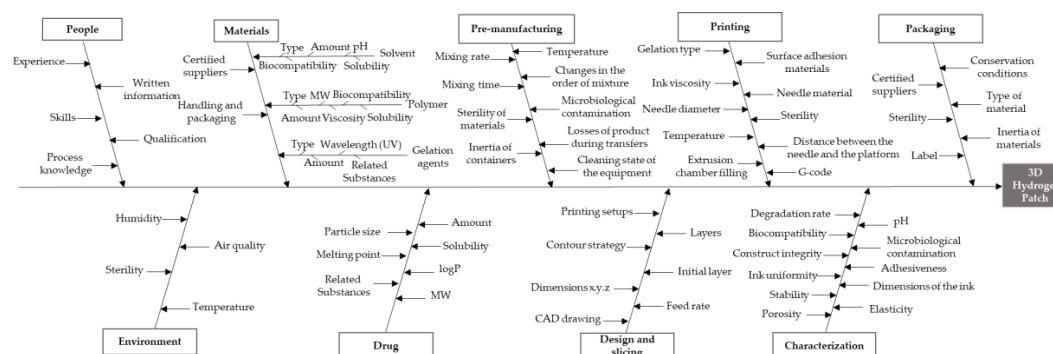 People
Experience
Written
information
Skills
Qualification
Process
knowledge
Materials
Type Amount pH Solvent
Certified
suppliers
Biocompatibility Solubility
Handling and
packaging
Type MW Biocompatibility
Polymer
Amount Viscosity Solubility
Type Wavelength (UV)
Gelation
agents
Amount
Related
Substances
Pre-manufacturing
Temperature
Mixing rate
Changes in the
order of mixture
Mixing time
Microbiological
contamination
Sterility of
materials
Losses of product
during transfers
Inertia of
containers
Cleaning state of
the equipment
Printing
Gelation type
Surface adhesion
materials
Ink viscosity
Needle material
Needle diameter
Sterility
Temperature
Distance between the
needle and the platform
Extrusion
chamber filling
G-code
Packaging
Conservation
conditions
Certified
suppliers
Type of
material
Sterility
Inertia of
materials
Label
3D
Hydrogel
Patch
Humidity
Air quality
Sterility
Temperature
Environment
Amount
Particle size
Solubility
Melting point
logP
Related
Substances
MW
Drug
Printing setups
Layers
Contour strategy
Initial layer
Dimensions x.y.z
Feed rate
CAD drawing
Design and
slicing
Degradation rate
pH
Biocompatibility
Microbiological
contamination
Construct integrity
Adhesiveness
Ink uniformity
Dimensions of the ink
Stability
Elasticity
Porosity
Characterization